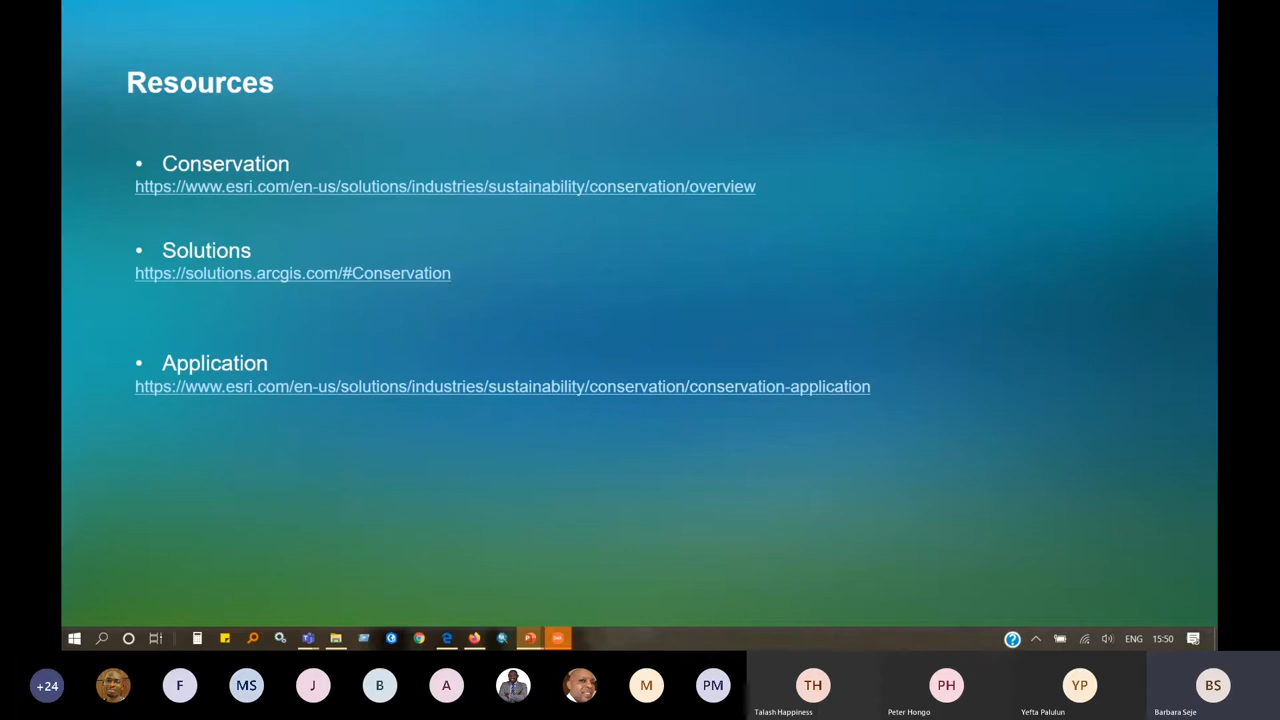 Resources
• Conservation
https://www.esri.com/en-us/solutions/industries/sustainability/conservation/overview
• Solutions
https://solutions.arcgis.com/#Conservation
• Application
https://www.esri.com/en-us/solutions/industries/sustainability/conservation/conservation-application
ENG 15:50
+24 F MS J B A M PM TH PH YP BS
Talash Happiness Peter Hongo Yefta Palulun Barbara Seje